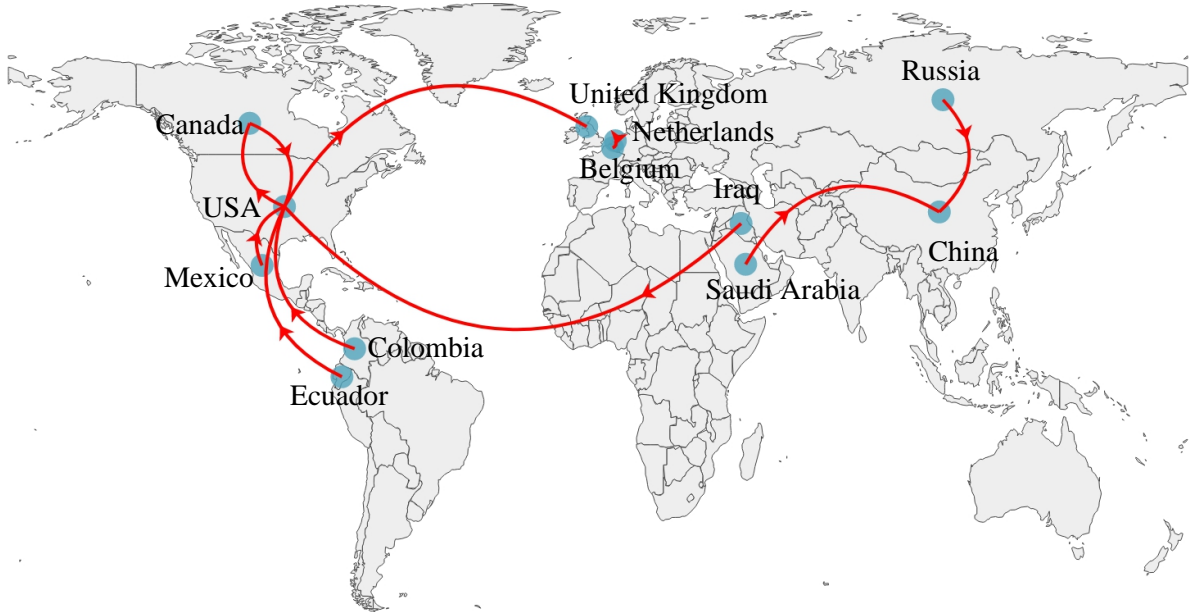 Russia
United Kingdom
Canada
Netherlands
Belgium
Iraq
USA
China
Mexico
Saudi Arabia
Colombia
Ecuador